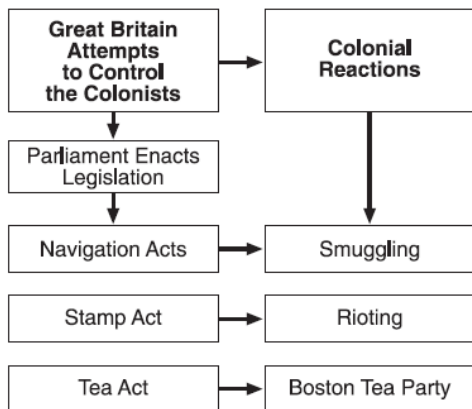 Great Britain
Attempts
to Control
the Colonists
Colonial
Reactions
Parliament Enacts
Legislation
Navigation Acts
Smuggling
Stamp Act
Rioting
Tea Act
Boston Tea Party